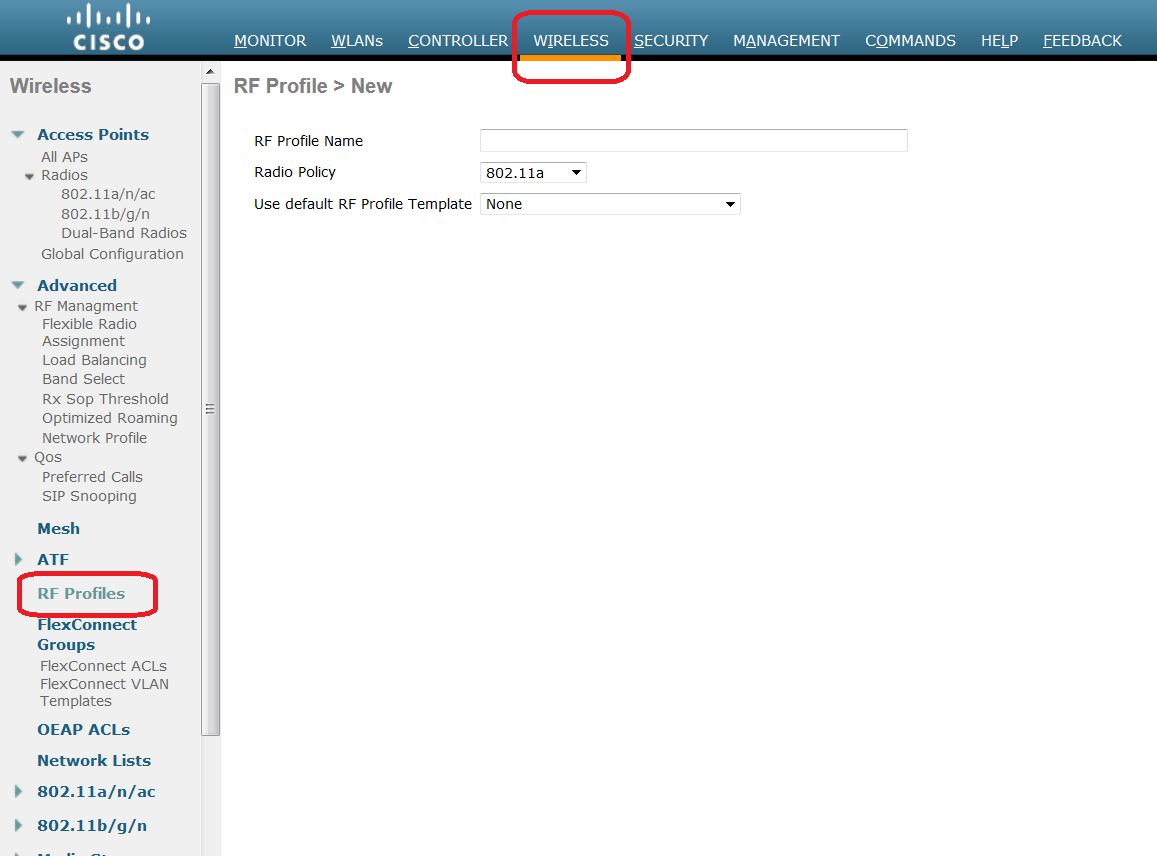 CISCO
MONITOR WLANs CONTROLLER WIRELESS SECURITY MANAGEMENT COMMANDS HELP FEEDBACK
Wireless
Access Points
All APs
Radios
802.11a/n/ac
802.11b/g/n
Dual-Band Radios
Global Configuration
Advanced
RF Managment
Flexible Radio
Assignment
Load Balancing
Band Select
Rx Sop Threshold
Optimized Roaming
Network Profile
Qos
Preferred Calls
SIP Snooping
Mesh
ATF
RF Profiles
FlexConnect
Groups
FlexConnect ACLs
FlexConnect VLAN
Templates
OEAP ACLs
Network Lists
802.11a/n/ac
802.11b/g/n
RF Profile > New
RF Profile Name
Radio Policy 802.11a
Use default RF Profile Template None